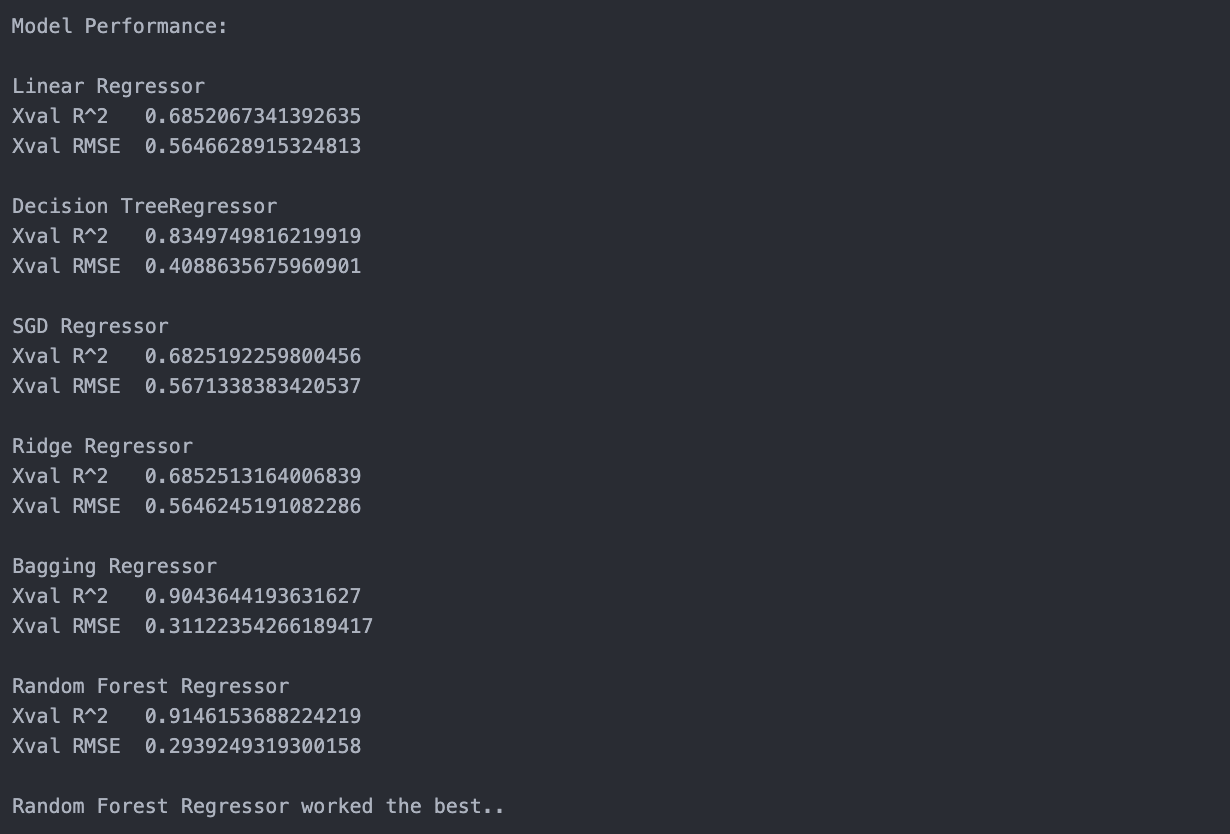 Model Performance:
Linear Regressor
Xval R^2   0.6852067341392635
Xval RMSE  0.5646628915324813
Decision TreeRegressor
Xval R^2   0.8349749816219919
Xval RMSE  0.4088635675960901
SGD Regressor
Xval R^2   0.6825192259800456
Xval RMSE  0.5671338383420537
Ridge Regressor
Xval R^2   0.6852513164006839
Xval RMSE  0.5646245191082286
Bagging Regressor
Xval R^2   0.9043644193631627
Xval RMSE  0.31122354266189417
Random Forest Regressor
Xval R^2   0.9146153688224219
Xval RMSE  0.2939249319300158
Random Forest Regressor worked the best..